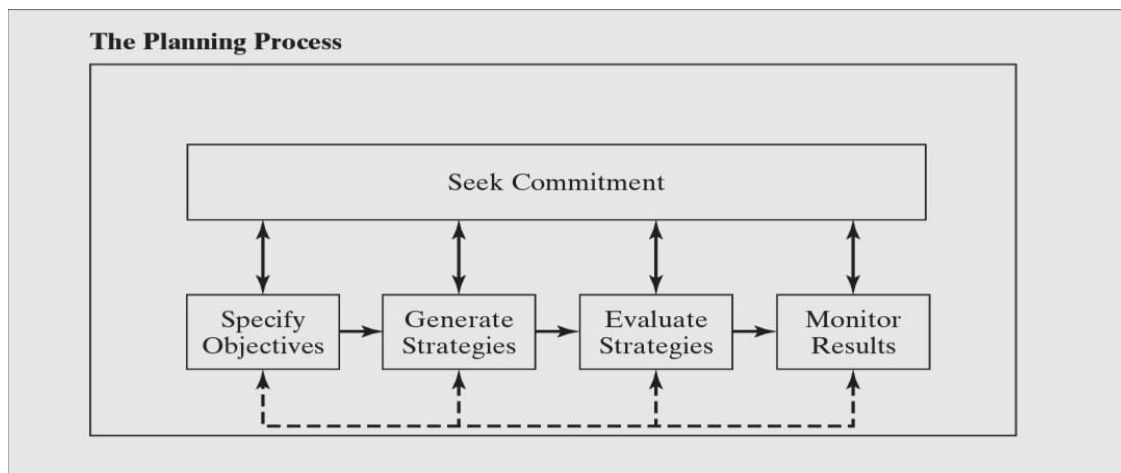 The Planning Process
Seek Commitment
Specify
Objectives
Generate
Strategies
Evaluate
Strategies
Monitor
Results